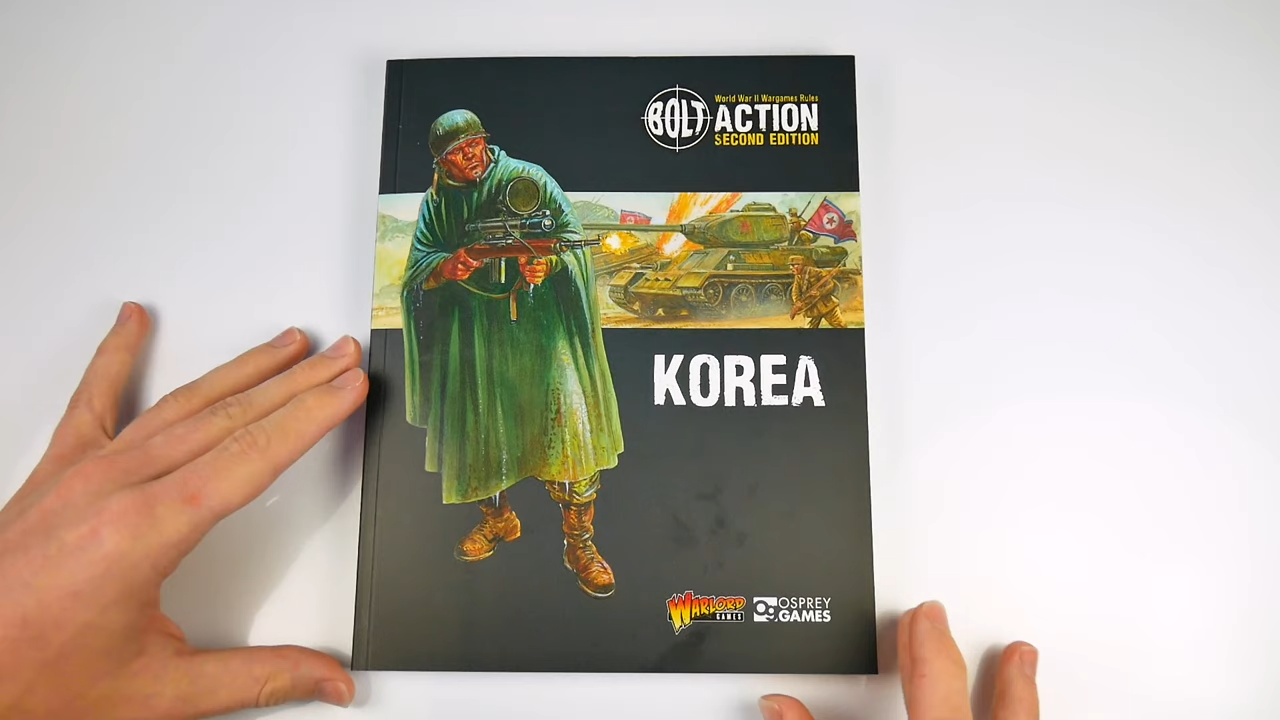 World War II Wargames Rules
BOLT ACTION
SECOND EDITION
KOREA
WARLORD GAMES
OSPREY GAMES